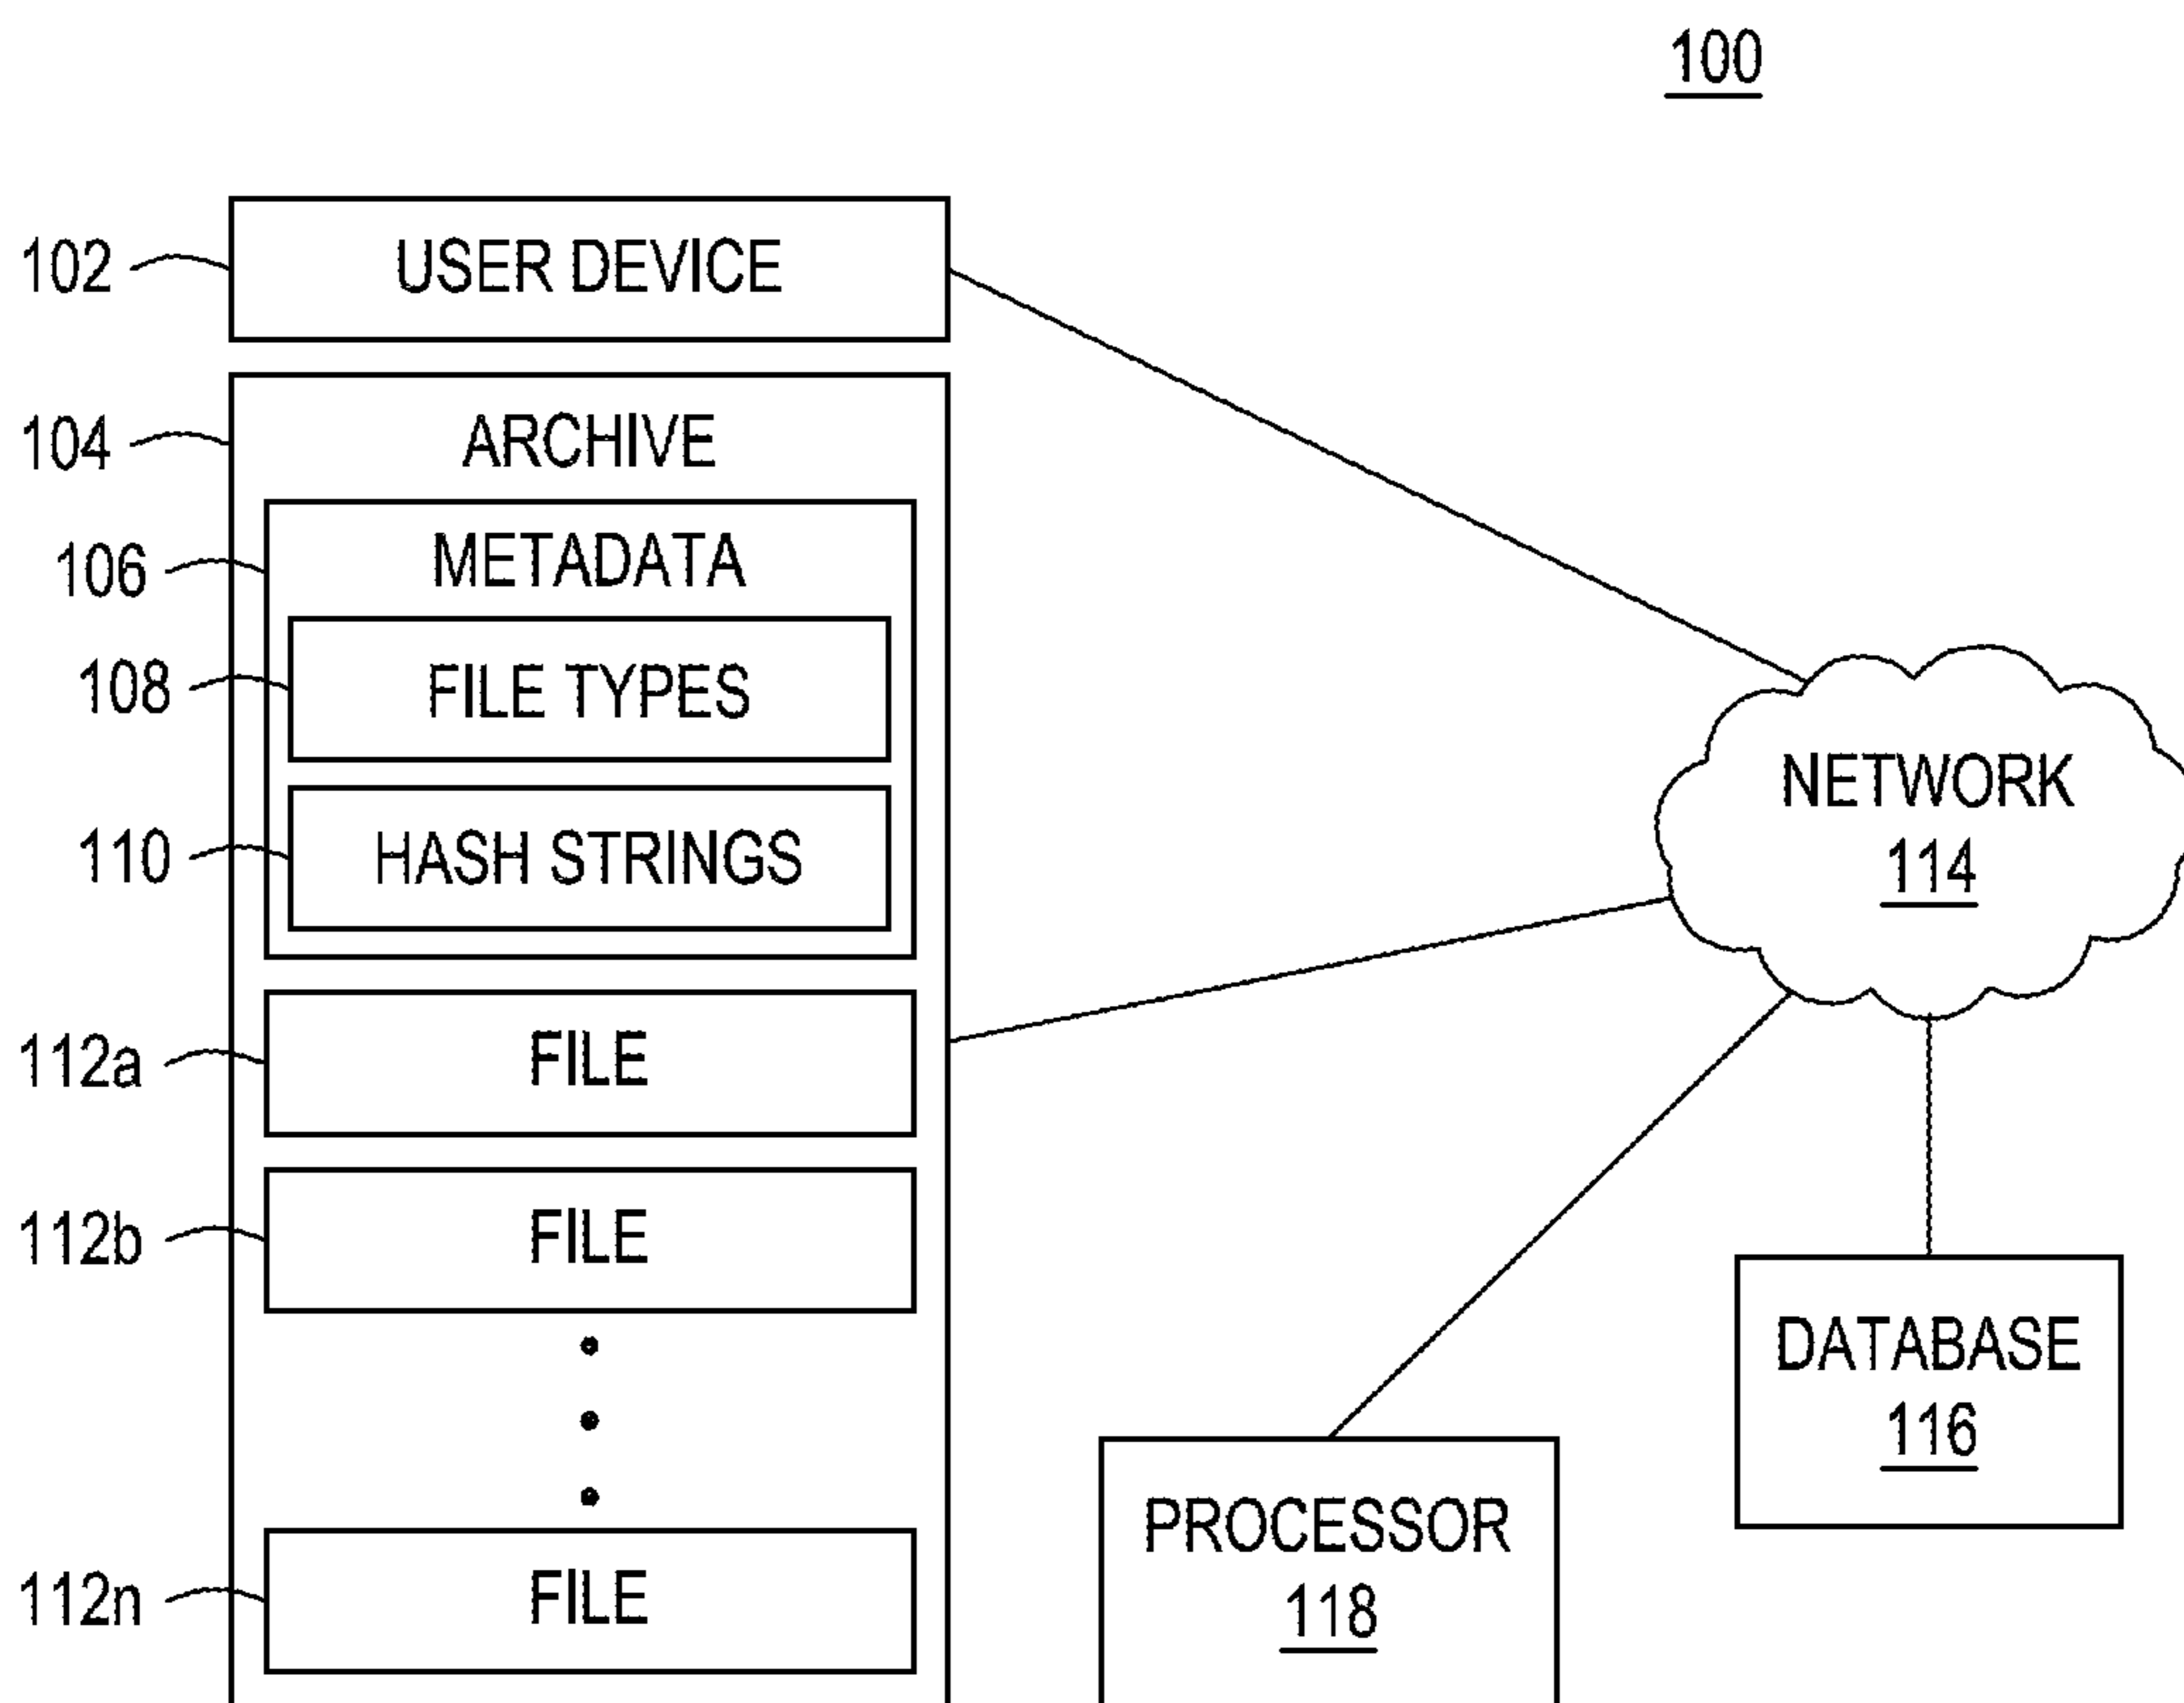 100
102
USER DEVICE
104
ARCHIVE
106
METADATA
108
FILE TYPES
110
HASH STRINGS
112a
FILE
112b
FILE
112n
FILE
NETWORK
114
DATABASE
116
PROCESSOR
118